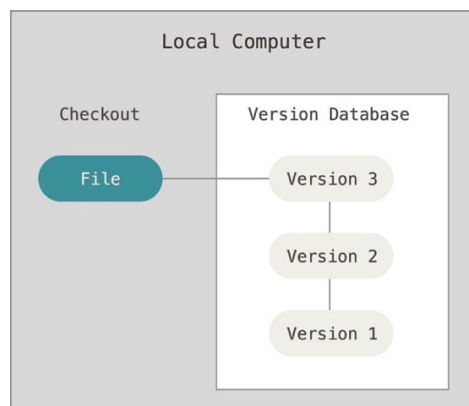 Local Computer
Checkout
Version Database
File
Version 3
Version 2
Version 1